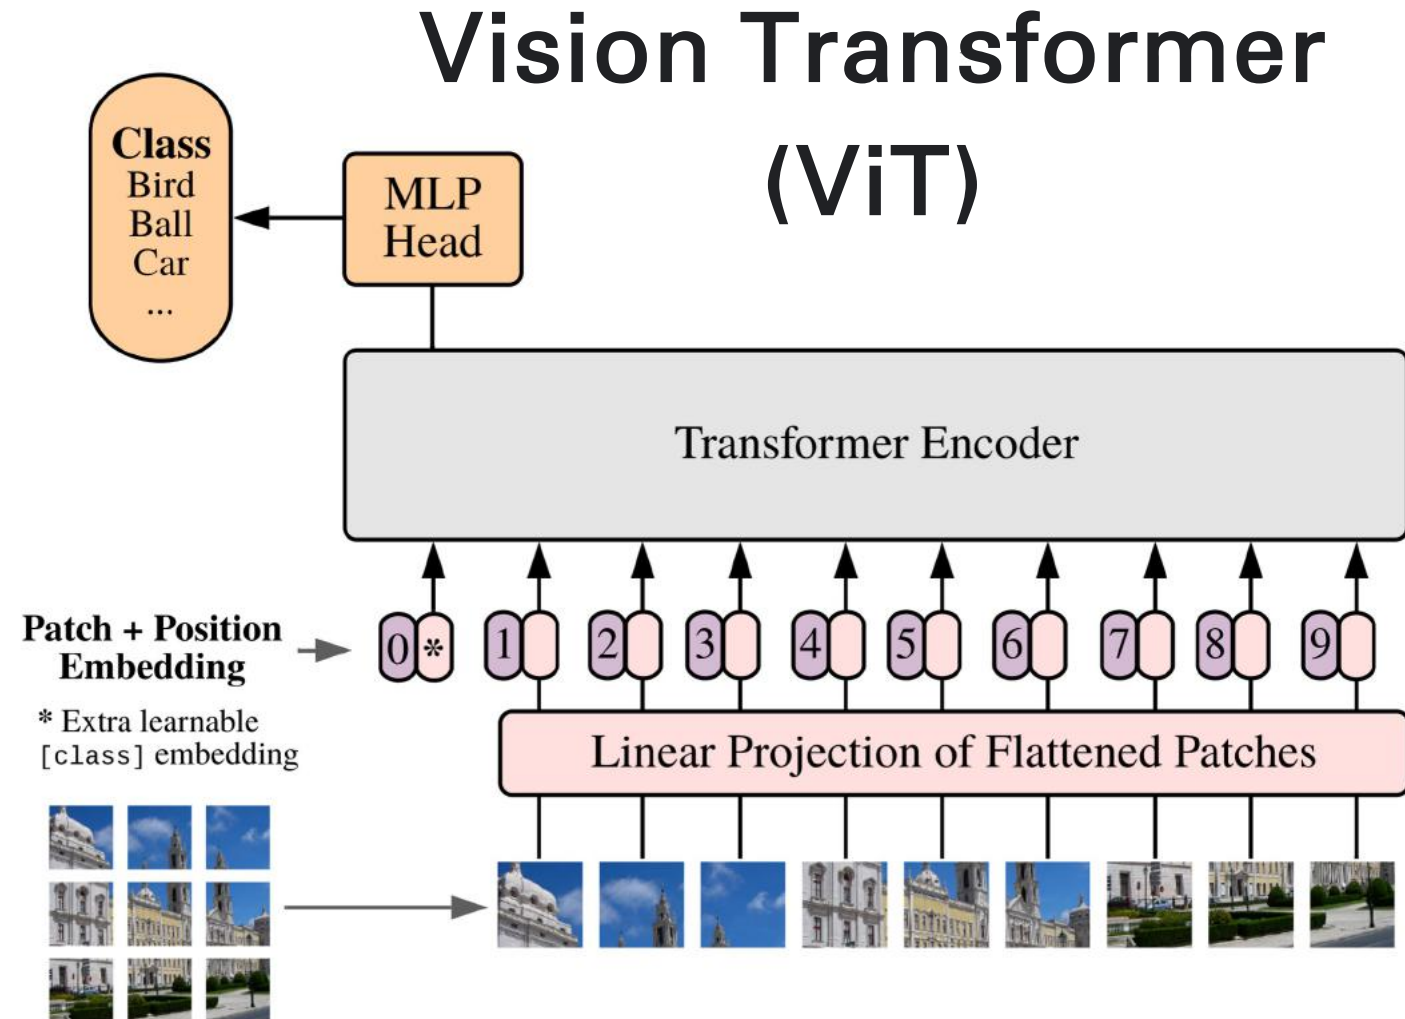 Vision Transformer
(ViT)
Class
Bird
Ball
Car
...
MLP
Head
Transformer Encoder
Patch + Position
Embedding
0 * 1 2 3 4 5 6 7 8 9
* Extra learnable
[class] embedding
Linear Projection of Flattened Patches